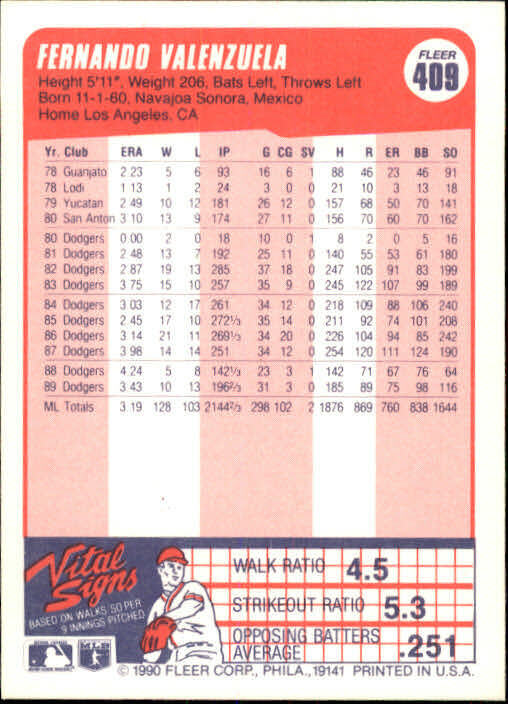 FERNANDO VALENZUELA
FLEER
409
Height 5'11", Weight 206, Bats Left, Throws Left
Born 11-1-60, Navajoa Sonora, Mexico
Home Los Angeles, CA
Yr. Club ERA W L IP G CG SV H R ER BB SO
78 Guanjato 2.23 5 6 93 16 6 1 88 46 23 46 91
78 Lodi 1.13 1 2 24 3 0 0 21 10 3 13 18
79 Yucatan 2.49 10 12 181 26 12 0 157 68 50 70 141
80 San Anton 3.10 13 9 174 27 11 0 156 70 60 70 162
80 Dodgers 0.00 2 0 18 10 0 1 8 2 0 5 16
81 Dodgers 2.48 13 7 192 25 11 0 140 55 53 61 180
82 Dodgers 2.87 19 13 285 37 18 0 247 105 91 83 199
83 Dodgers 3.75 15 10 257 35 9 0 245 122 107 99 189
84 Dodgers 3.03 12 17 261 34 12 0 218 109 88 106 240
85 Dodgers 2.45 17 10 272 1/3 35 14 0 211 92 74 101 208
86 Dodgers 3.14 21 11 269 1/3 34 20 0 226 104 94 85 242
87 Dodgers 3.98 14 14 251 34 12 0 254 120 111 124 190
88 Dodgers 4.24 5 8 142 1/3 23 3 1 142 71 67 76 64
89 Dodgers 3.43 10 13 196 2/3 31 3 0 185 89 75 98 116
ML Totals 3.19 128 103 2144 2/3 298 102 2 1876 869 760 838 1644
Vital
Signs
BASED ON WALKS, SO PER
9 INNINGS PITCHED
WALK RATIO 4.5
STRIKEOUT RATIO 5.3
OPPOSING BATTERS
AVERAGE .251
© 1990 FLEER CORP., PHILA., 19141 PRINTED IN U.S.A.